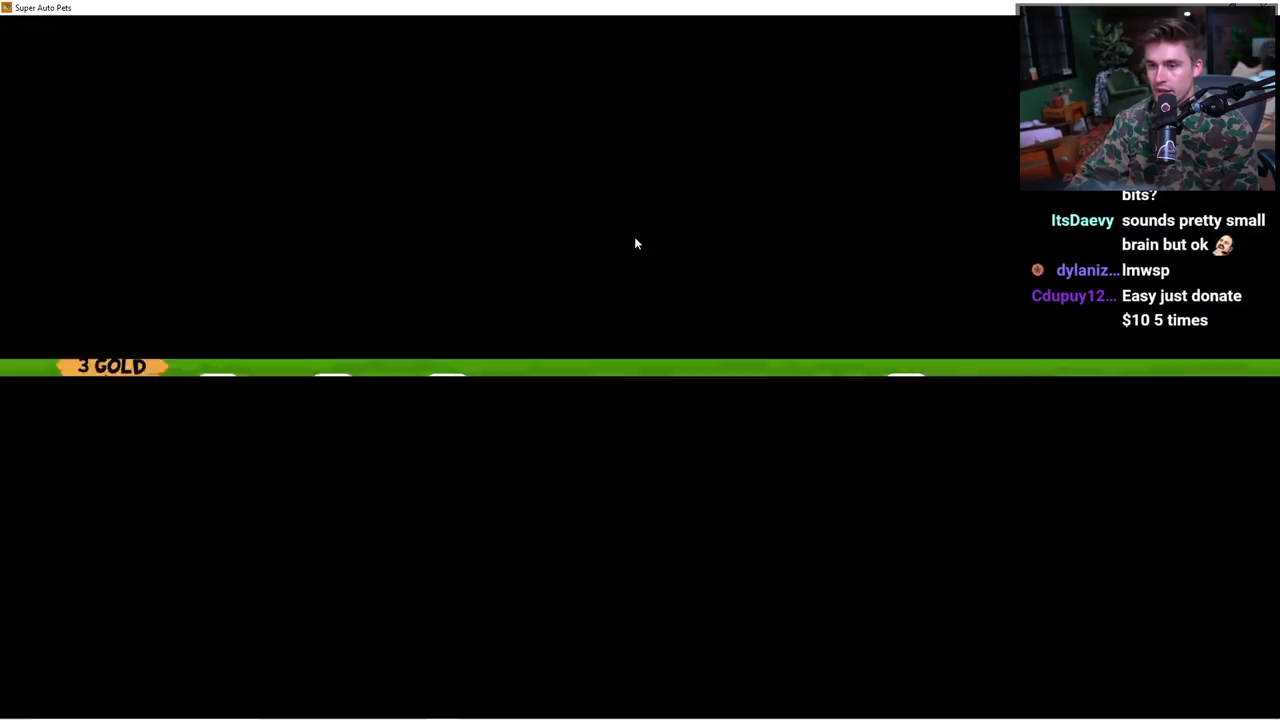 Super Auto Pets
bits?
ItsDaevy sounds pretty small
brain but ok
dylaniz... lmwsp
Cdupuy12... Easy just donate
$10 5 times
3 GOLD